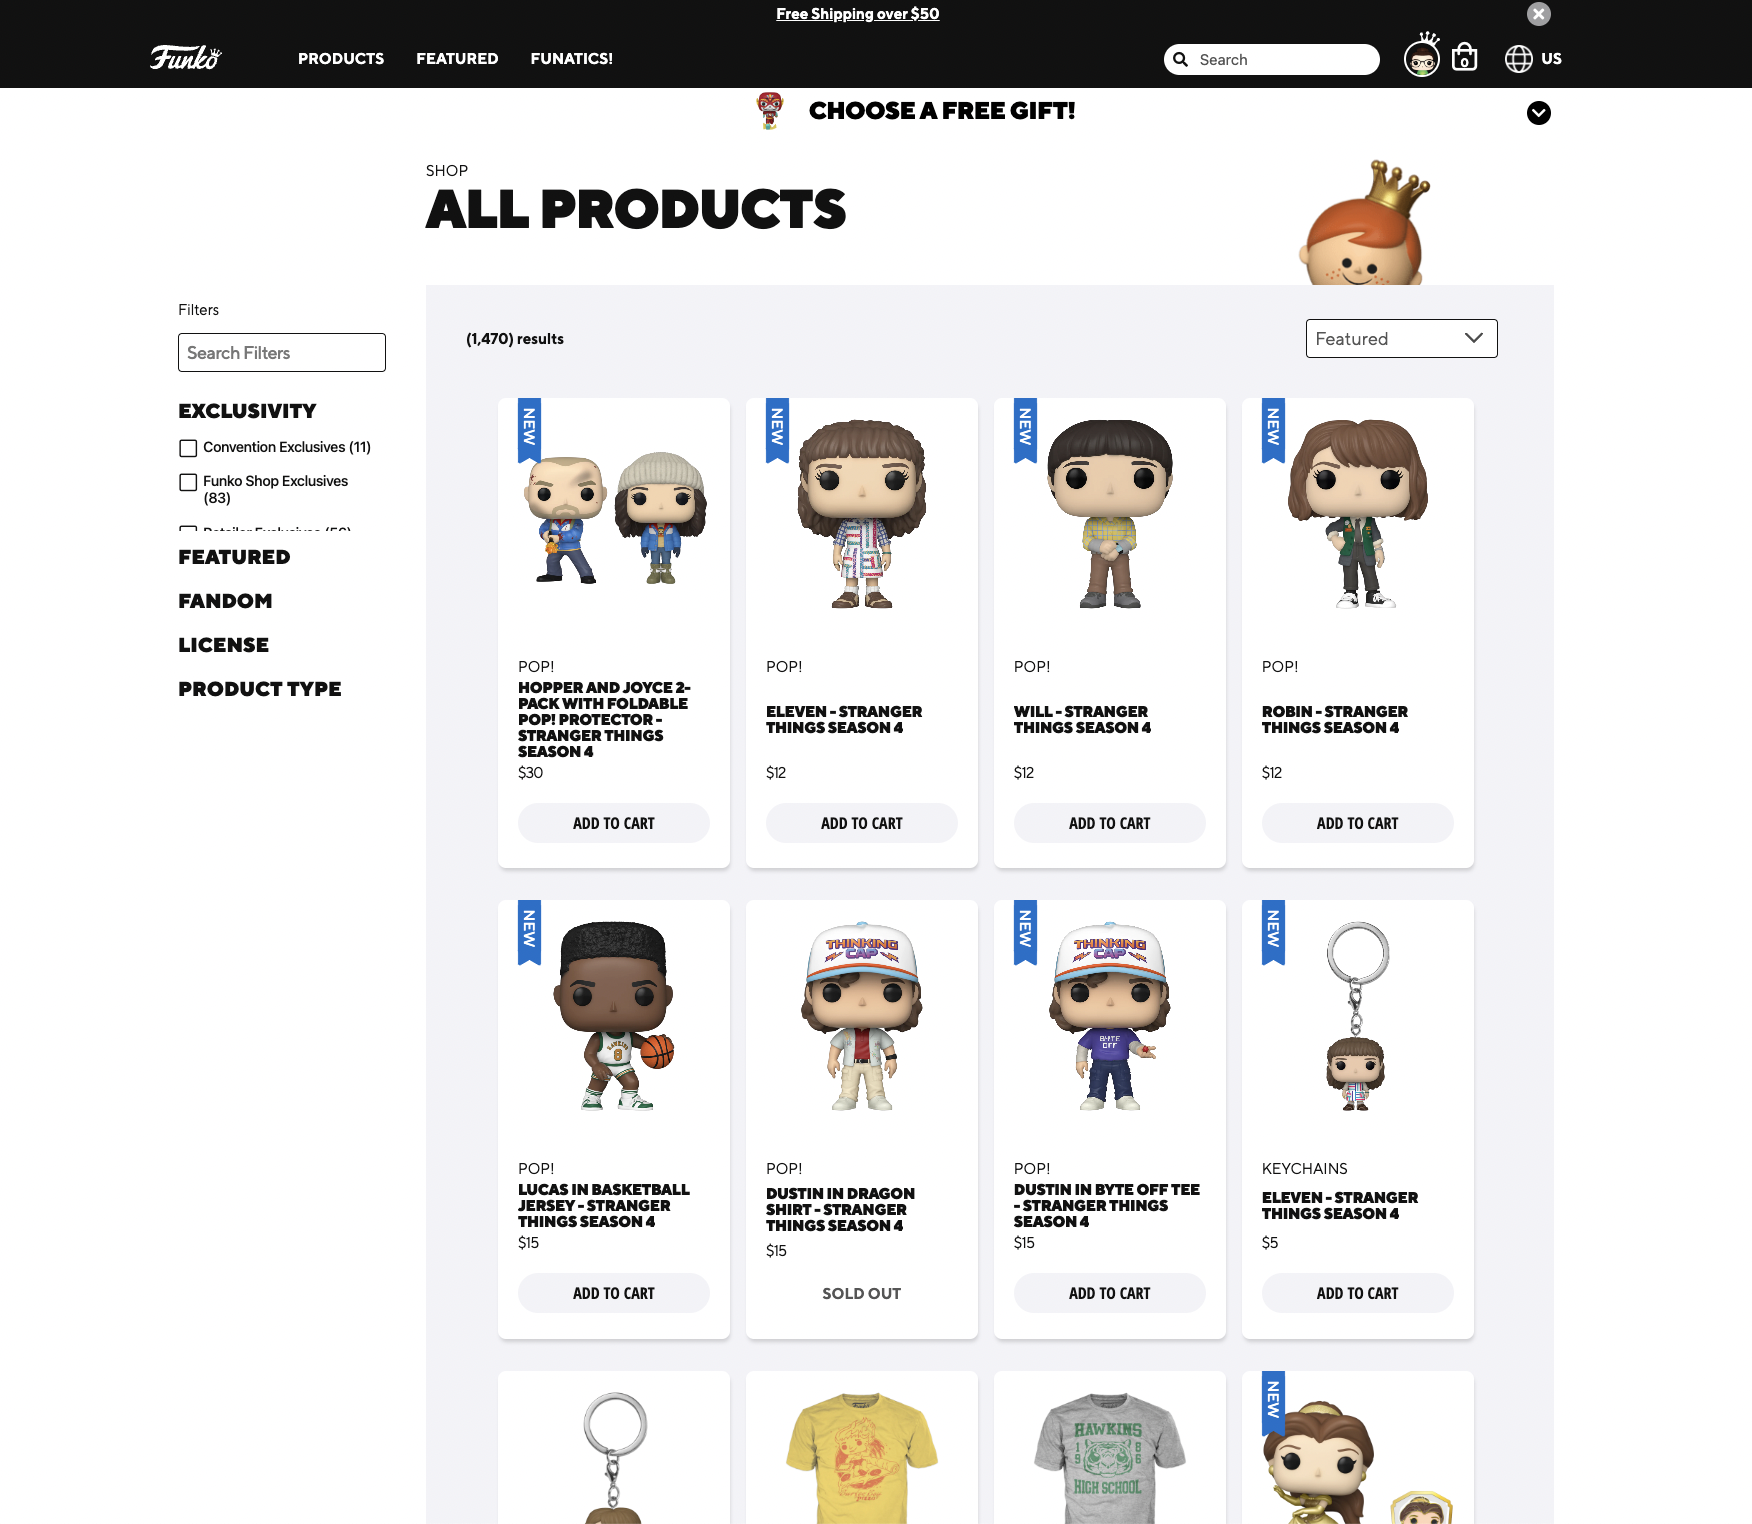 Free Shipping over $50
Funko
PRODUCTS
FEATURED
FUNATICS!
Search
0
US
CHOOSE A FREE GIFT!
SHOP
ALL PRODUCTS
Filters
Search Filters
EXCLUSIVITY
Convention Exclusives (11)
Funko Shop Exclusives
(83)
Retailer Exclusives (56)
FEATURED
FANDOM
LICENSE
PRODUCT TYPE
(1,470) results
Featured
NEW
POP!
HOPPER AND JOYCE 2-
PACK WITH FOLDABLE
POP! PROTECTOR -
STRANGER THINGS
SEASON 4
$30
ADD TO CART
NEW
POP!
ELEVEN - STRANGER
THINGS SEASON 4
$12
ADD TO CART
NEW
POP!
WILL - STRANGER
THINGS SEASON 4
$12
ADD TO CART
NEW
POP!
ROBIN - STRANGER
THINGS SEASON 4
$12
ADD TO CART
NEW
HAWKINS
8
POP!
LUCAS IN BASKETBALL
JERSEY - STRANGER
THINGS SEASON 4
$15
ADD TO CART
THINKING
CAP
POP!
DUSTIN IN DRAGON
SHIRT - STRANGER
THINGS SEASON 4
$15
SOLD OUT
NEW
THINKING
CAP
BYTE
OFF
POP!
DUSTIN IN BYTE OFF TEE
- STRANGER THINGS
SEASON 4
$15
ADD TO CART
NEW
KEYCHAINS
ELEVEN - STRANGER
THINGS SEASON 4
$5
ADD TO CART
HAWKINS
1986
HIGH SCHOOL
NEW